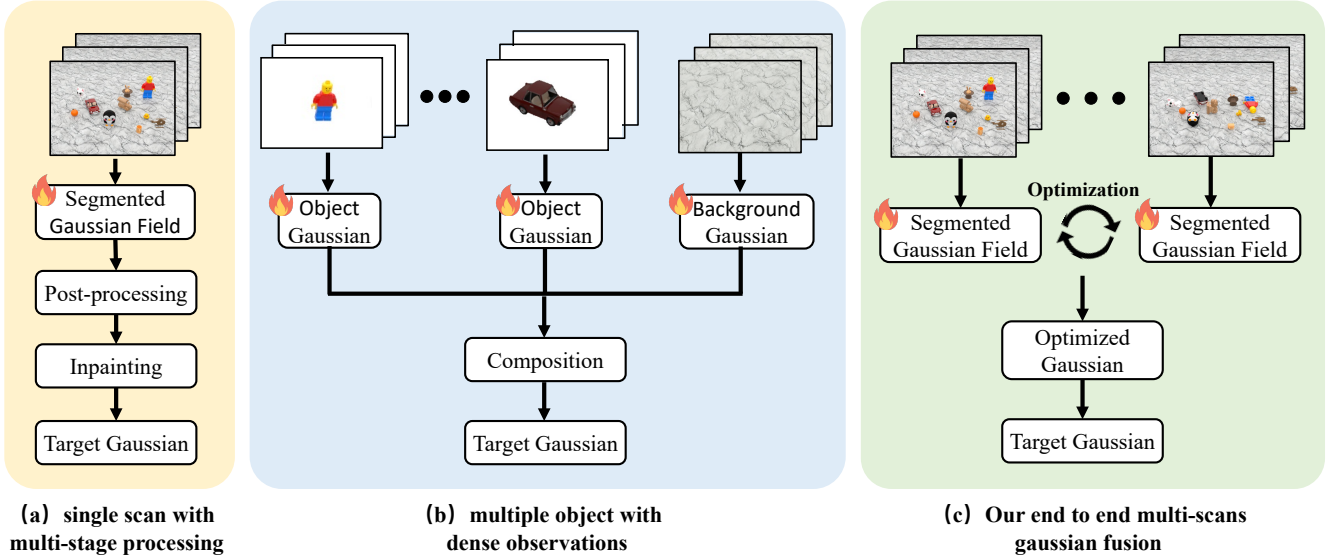 Segmented
Gaussian Field
Post-processing
Inpainting
Target Gaussian
(a) single scan with
multi-stage processing
Object
Gaussian
Object
Gaussian
Background
Gaussian
Composition
Target Gaussian
(b) multiple object with
dense observations
Optimization
Segmented
Gaussian Field
Segmented
Gaussian Field
Optimized
Gaussian
Target Gaussian
(c) Our end to end multi-scans
gaussian fusion